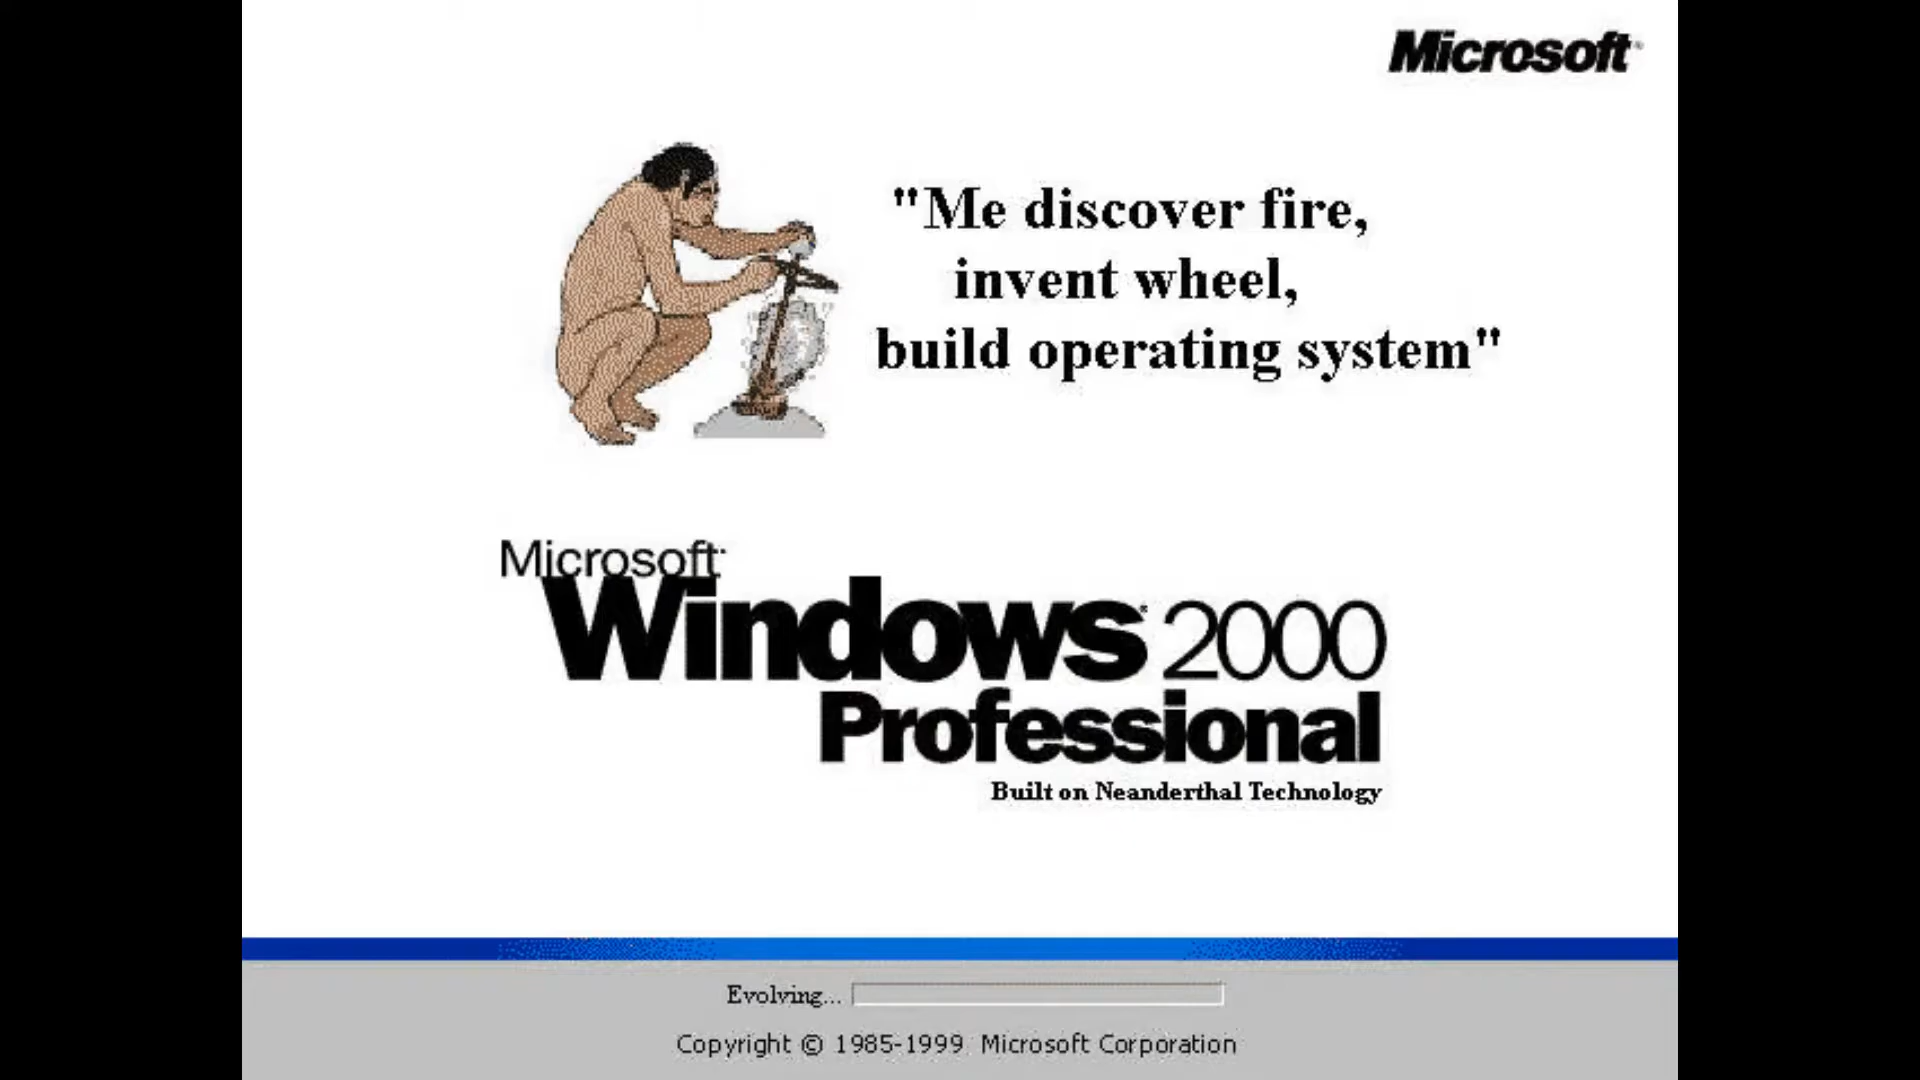 Microsoft
"Me discover fire,
invent wheel,
build operating system"
Microsoft
Windows 2000
Professional
Built on Neanderthal Technology
Evolving...
Copyright © 1985-1999 Microsoft Corporation